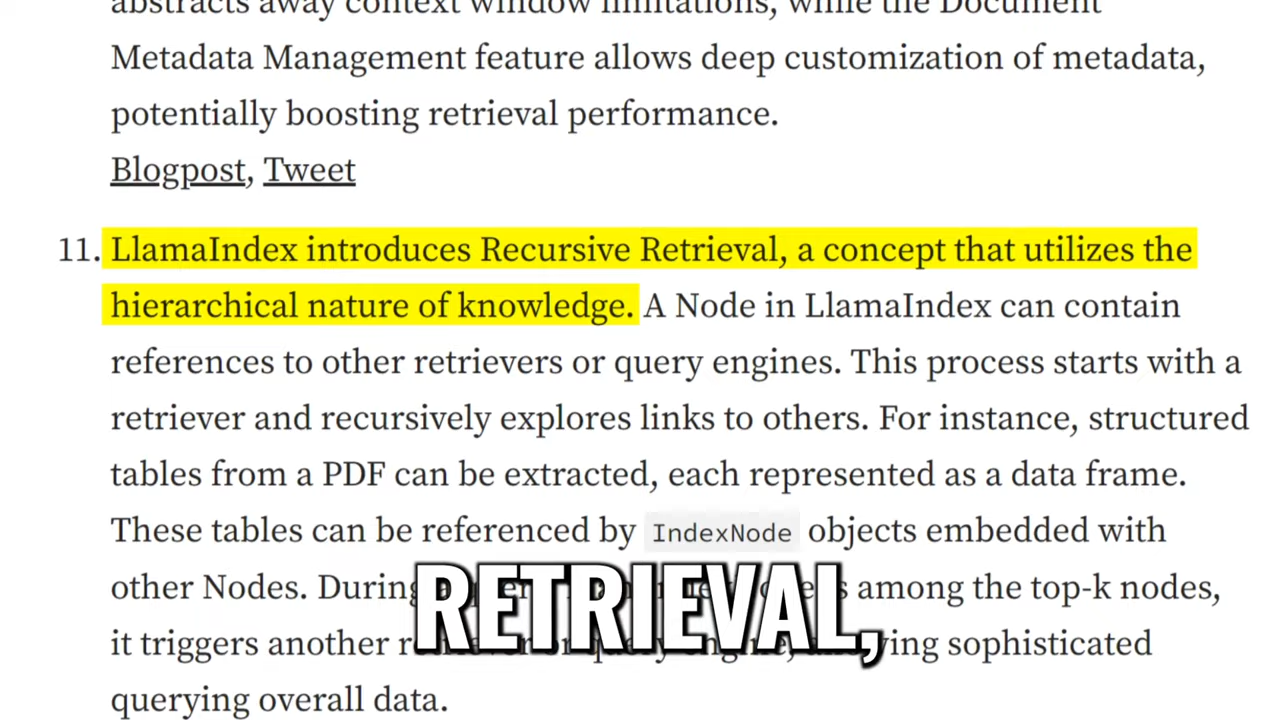 abstracts away context window limitations, while the Document
Metadata Management feature allows deep customization of metadata,
potentially boosting retrieval performance.
Blogpost, Tweet
11. LlamaIndex introduces Recursive Retrieval, a concept that utilizes the
hierarchical nature of knowledge. A Node in LlamaIndex can contain
references to other retrievers or query engines. This process starts with a
retriever and recursively explores links to others. For instance, structured
tables from a PDF can be extracted, each represented as a data frame.
These tables can be referenced by IndexNode objects embedded with
other Nodes. During among the top-k nodes,
it triggers another or query engine, sophisticated
querying overall data.
RETRIEVAL,